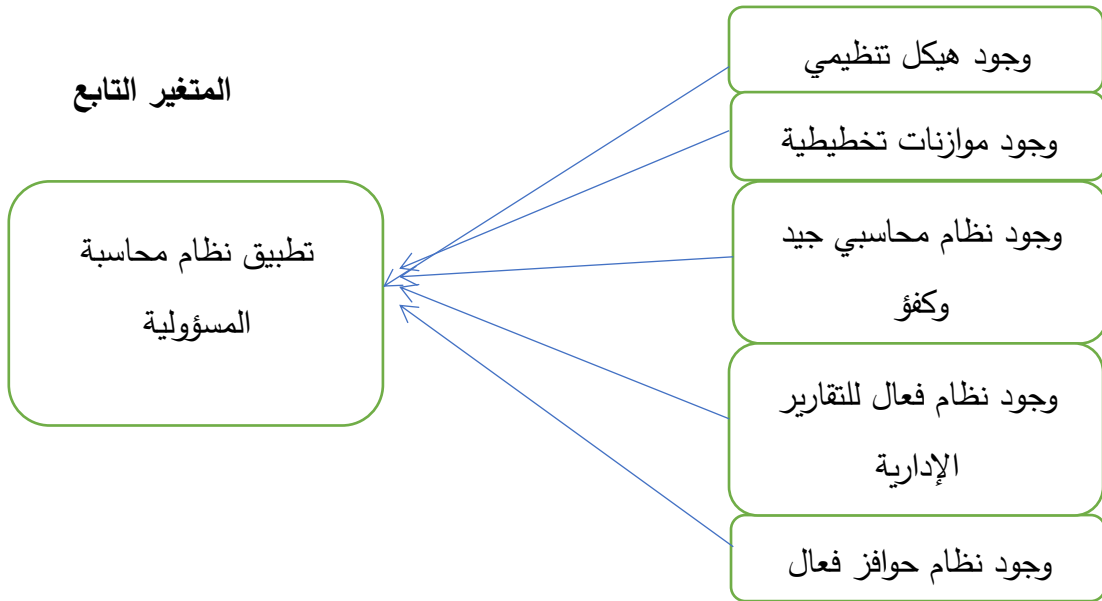 وجود هيكل تنظيمي
المتغير التابع
وجود موازنات تخطيطية
وجود نظام محاسبي جيد
وكفؤ
تطبيق نظام محاسبة
المسؤولية
وجود نظام فعال للتقارير
الإدارية
وجود نظام حوافز فعال